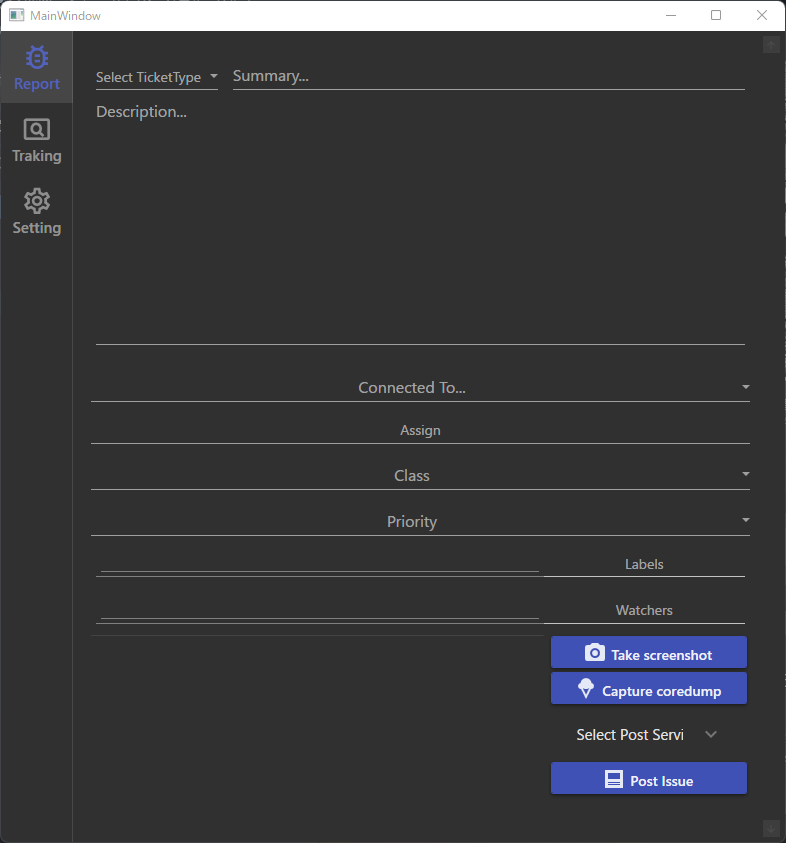 MainWindow
Report
Traking
Setting
Select TicketType
Summary...
Description...
Connected To...
Assign
Class
Priority
Labels
Watchers
Take screenshot
Capture coredump
Select Post Servi
Post Issue